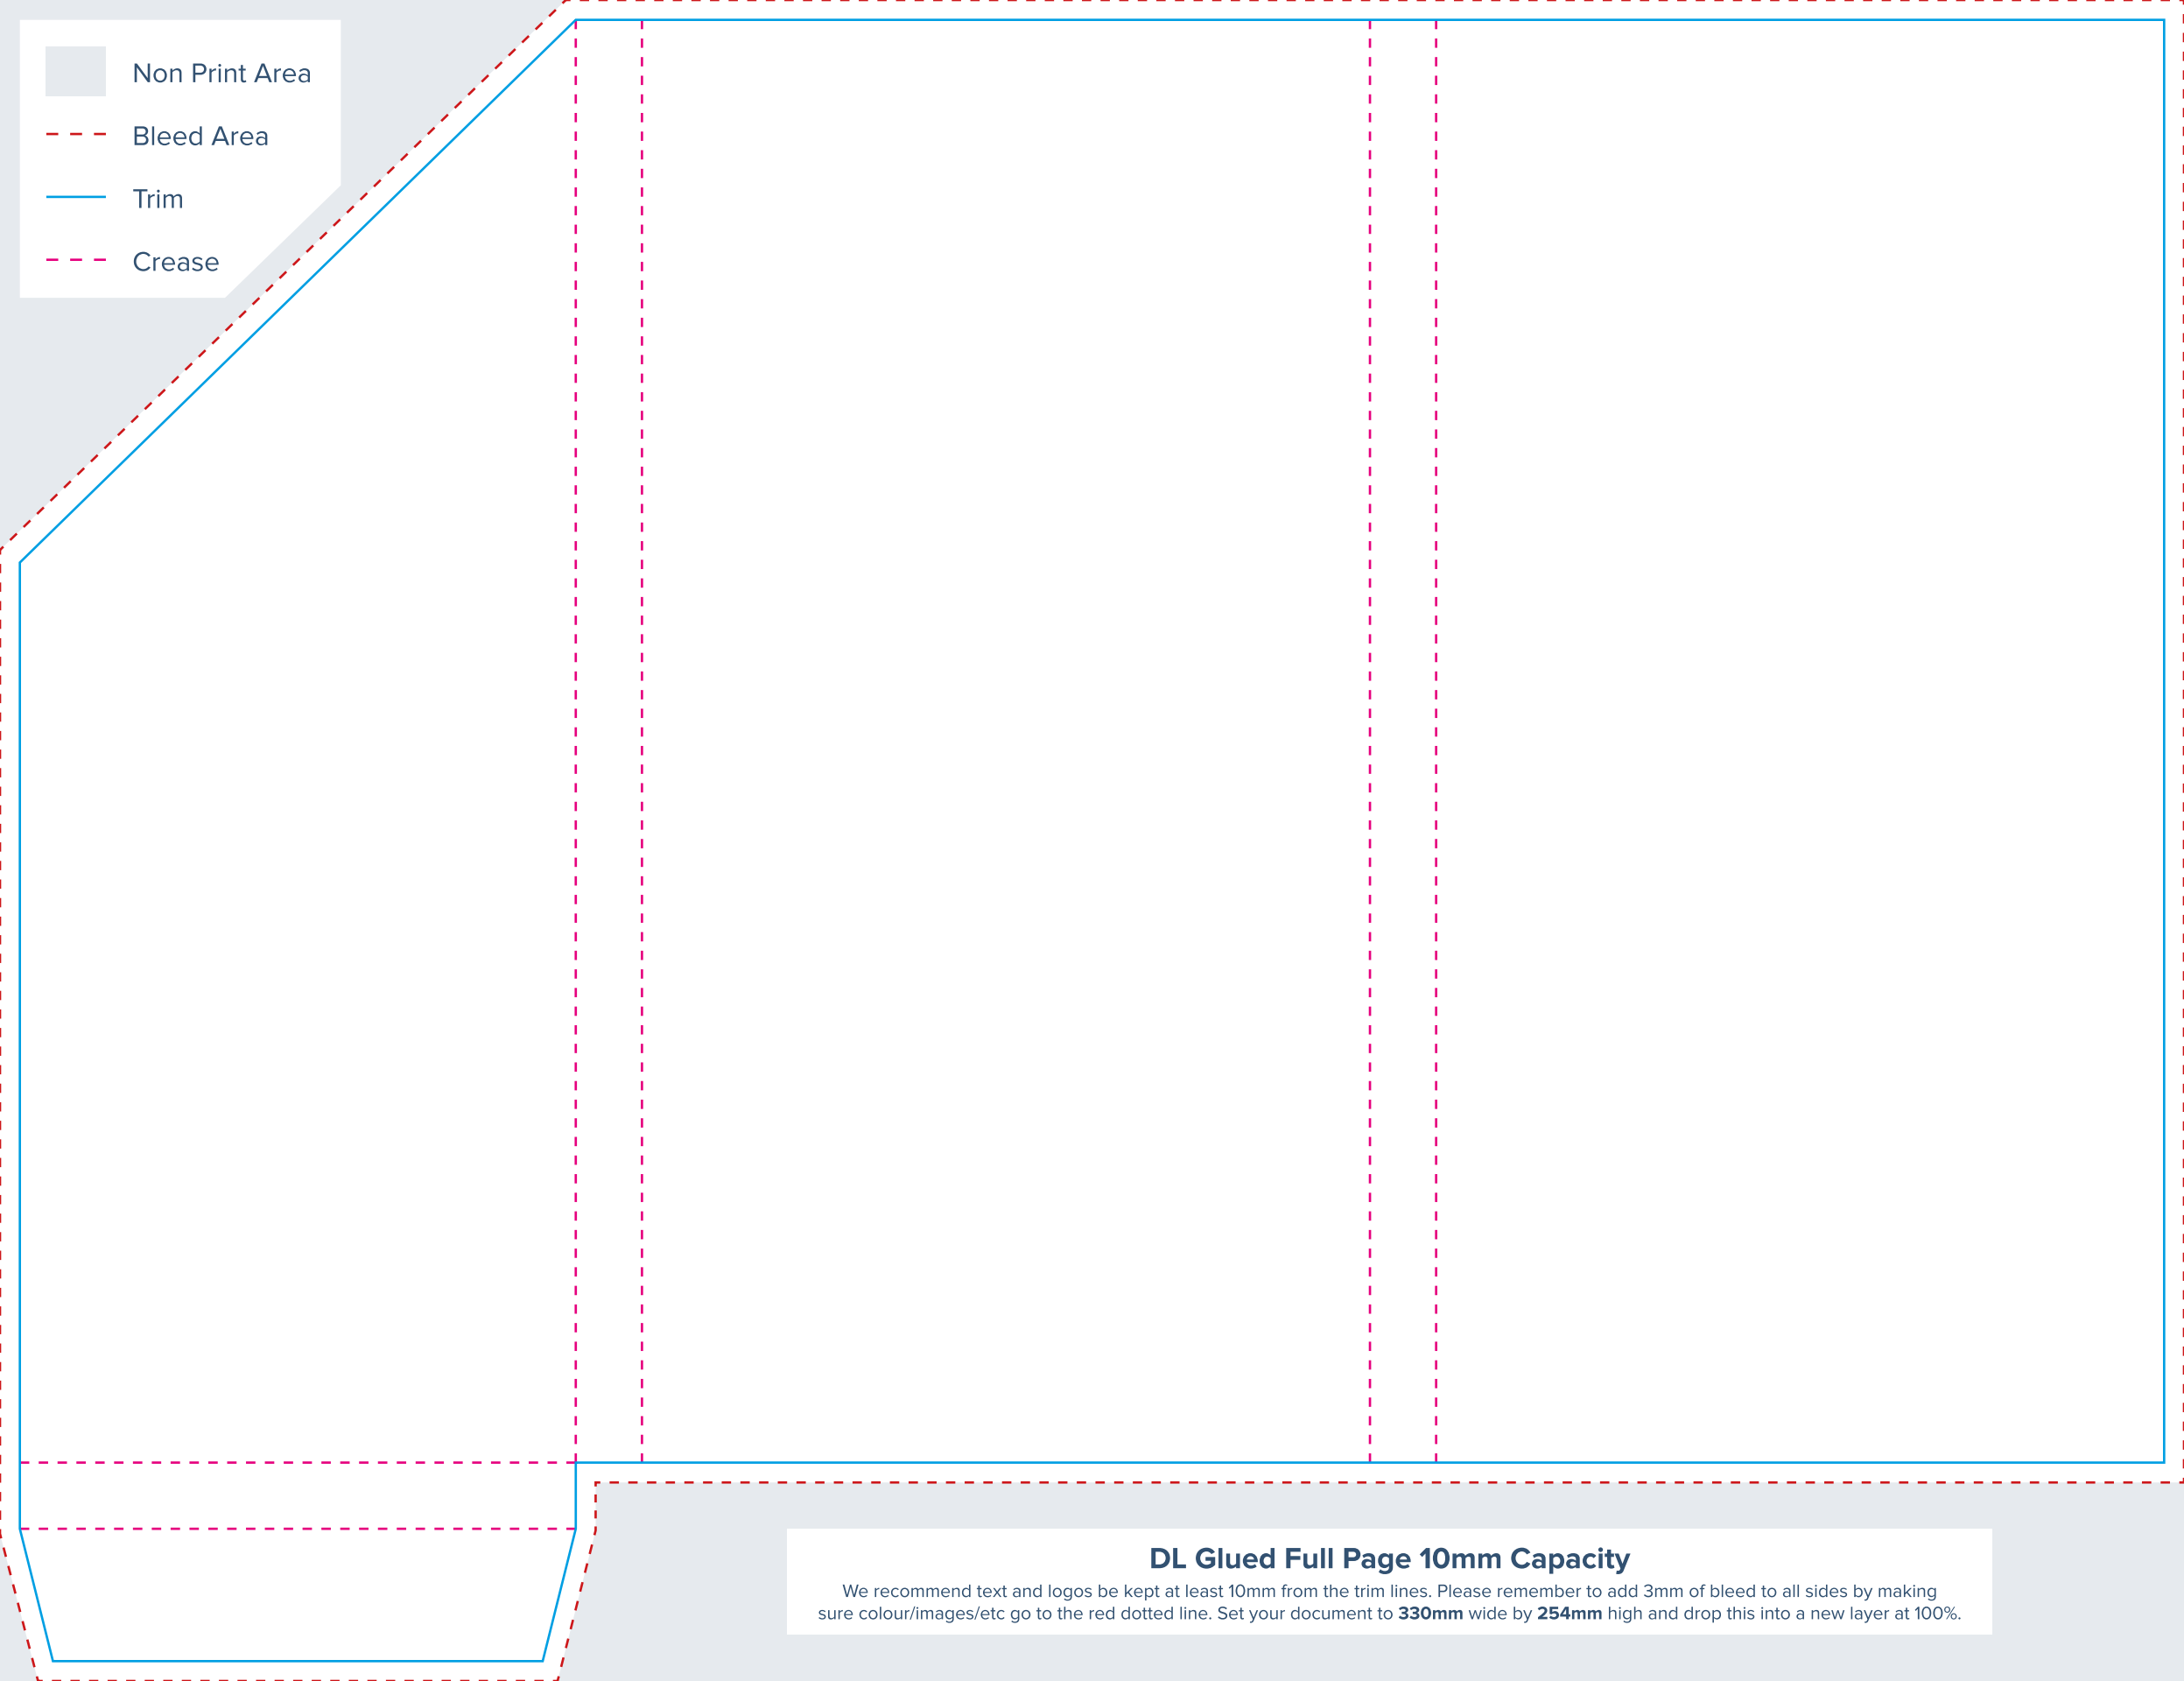 Non Print Area
Bleed Area
Trim
Crease
DL Glued Full Page 10mm Capacity
We recommend text and logos be kept at least 10mm from the trim lines. Please remember to add 3mm of bleed to all sides by making
sure colour/images/etc go to the red dotted line. Set your document to 330mm wide by 254mm high and drop this into a new layer at 100%.